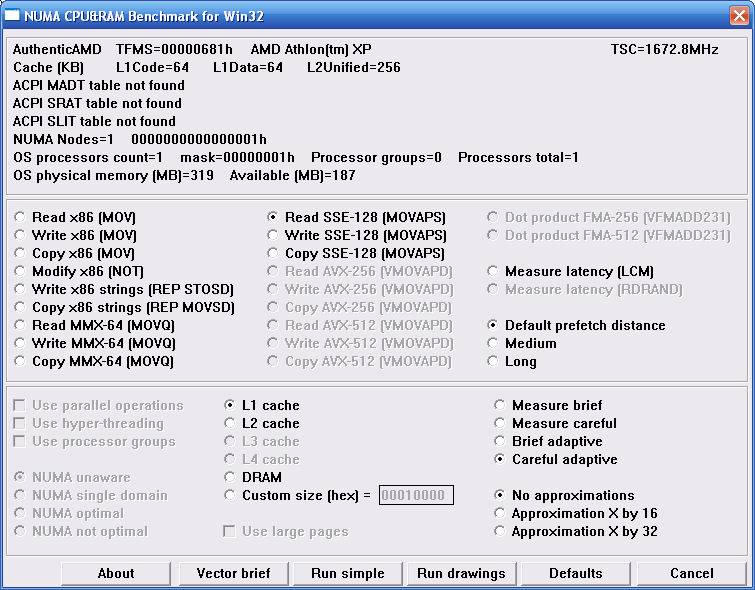 NUMA CPU&RAM Benchmark for Win32
AuthenticAMD TFMS=00000681h AMD Athlon(tm) XP TSC=1672.8MHz
Cache (KB) L1Code=64 L1Data=64 L2Unified=256
ACPI MADT table not found
ACPI SRAT table not found
ACPI SLIT table not found
NUMA Nodes=1 0000000000000001h
OS processors count=1 mask=00000001h Processor groups=0 Processors total=1
OS physical memory (MB)=319 Available (MB)=187
Read x86 (MOV)
Write x86 (MOV)
Copy x86 (MOV)
Modify x86 (NOT)
Write x86 strings (REP STOSD)
Copy x86 strings (REP MOVSD)
Read MMX-64 (MOVQ)
Write MMX-64 (MOVQ)
Copy MMX-64 (MOVQ)
Read SSE-128 (MOVAPS)
Write SSE-128 (MOVAPS)
Copy SSE-128 (MOVAPS)
Read AVX-256 (VMOVAPD)
Write AVX-256 (VMOVAPD)
Copy AVX-256 (VMOVAPD)
Read AVX-512 (VMOVAPD)
Write AVX-512 (VMOVAPD)
Copy AVX-512 (VMOVAPD)
Dot product FMA-256 (VFMADD231)
Dot product FMA-512 (VFMADD231)
Measure latency (LCM)
Measure latency (RDRAND)
Default prefetch distance
Medium
Long
Use parallel operations
Use hyper-threading
Use processor groups
NUMA unaware
NUMA single domain
NUMA optimal
NUMA not optimal
L1 cache
L2 cache
L3 cache
L4 cache
DRAM
Custom size (hex) = 00010000
Use large pages
Measure brief
Measure careful
Brief adaptive
Careful adaptive
No approximations
Approximation X by 16
Approximation X by 32
About Vector brief Run simple Run drawings Defaults Cancel